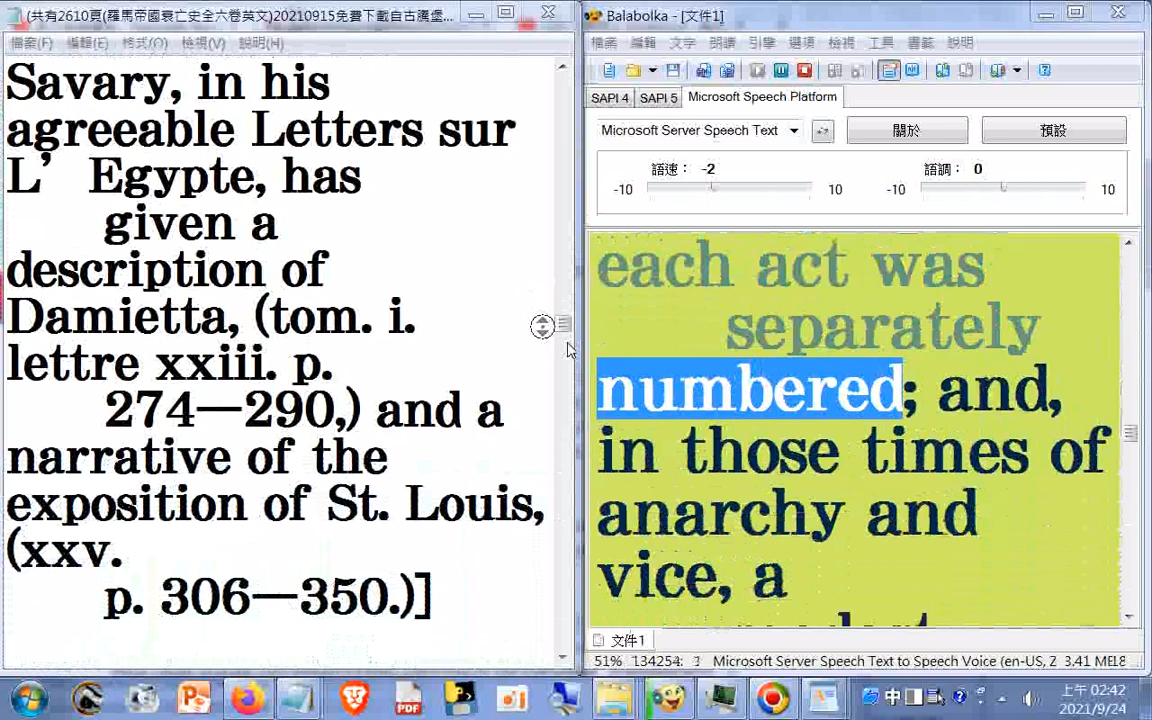 (共有2610頁(羅馬帝國衰亡史全六卷英文)20210915免費下載自古騰堡...
檔案(F) 編輯(E) 格式(O) 檢視(V) 說明(H)
Savary, in his
agreeable Letters sur
L’ Egypte, has
given a
description of
Damietta, (tom. i.
lettre xxiii. p.
274—290,) and a
narrative of the
exposition of St. Louis,
(xxv.
p. 306—350.)]
Balabolka - [文件1]
檔案 編輯 文字 朗讀 引擎 選項 檢視 工具 書籤 說明
SAPI 4 SAPI 5 Microsoft Speech Platform
Microsoft Server Speech Text 關於 預設
語速： -2 語調： 0
-10 10 -10 10
each act was
separately
numbered; and,
in those times of
anarchy and
vice, a
文件1
51% 134254: Microsoft Server Speech Text to Speech Voice (en-US, Z 3.41 МЕ
PDF 中 上午 02:42
2021/9/24